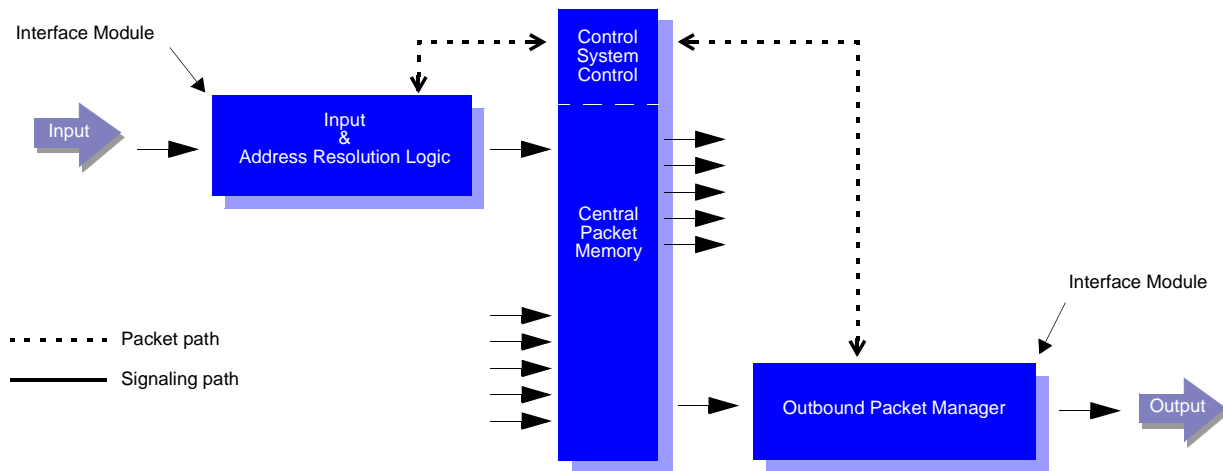 Interface Module
Control
System
Control
Input
Input
&
Address Resolution Logic
Central
Packet
Memory
Interface Module
Packet path
Signaling path
Outbound Packet Manager
Output